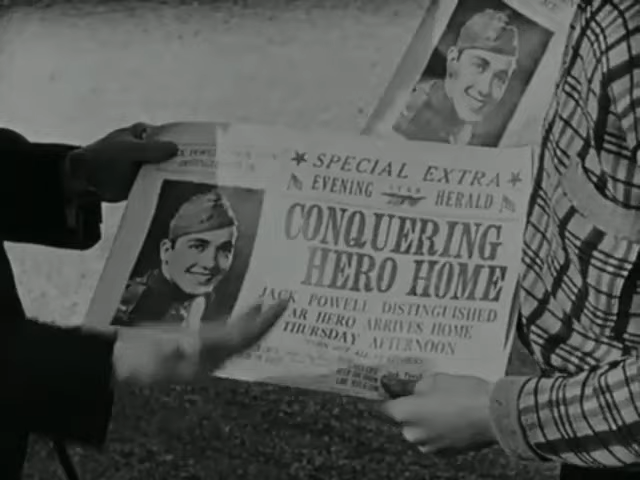 ★ SPECIAL EXTRA ★
EVENING HERALD
CONQUERING
HERO HOME
JACK POWELL DISTINGUISHED
WAR HERO ARRIVES HOME
THURSDAY AFTERNOON